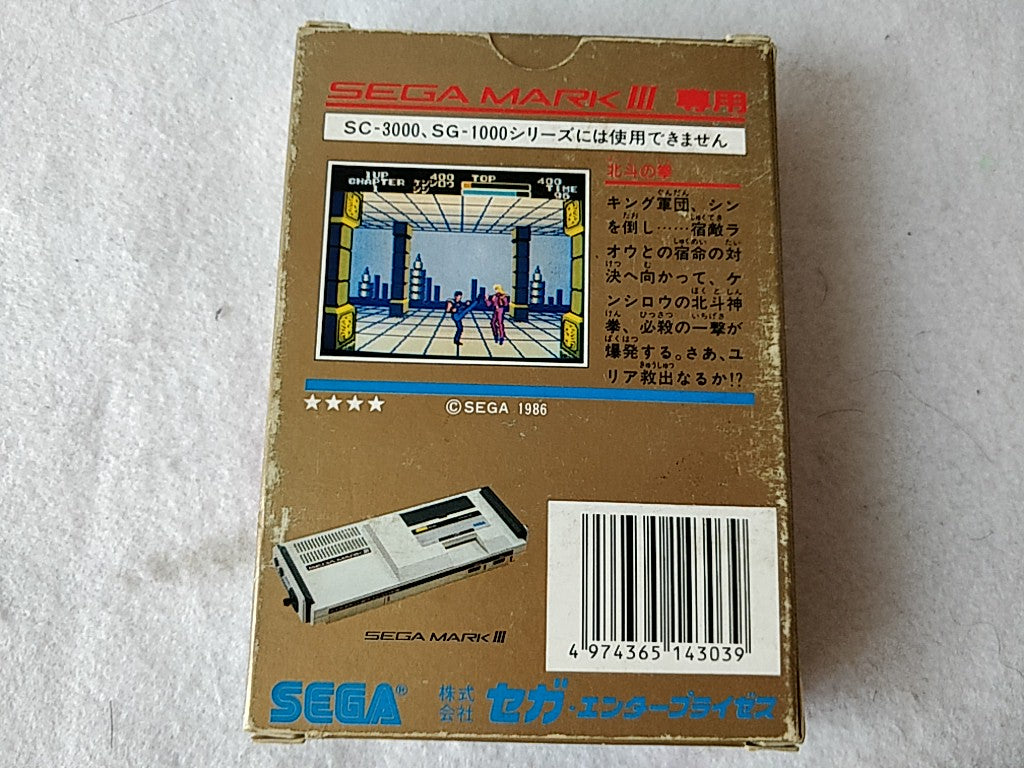 SEGA MARK III 専用
SC-3000、SG-1000シリーズには使用できません
1UP 400 TOP 400
CHAPTER ケンシロウ TIME
1 シン 95
北斗の拳
キング軍団、シン
を倒し……宿敵ラ
オウとの宿命の対
決へ向かって、ケ
ンシロウの北斗神
拳、必殺の一撃が
爆発する。さあ、ユ
リア救出なるか!?
★★★★
©SEGA 1986
SEGA MARK III
4 974365 143039
SEGA®
株式会社 セガ・エンタープライゼス